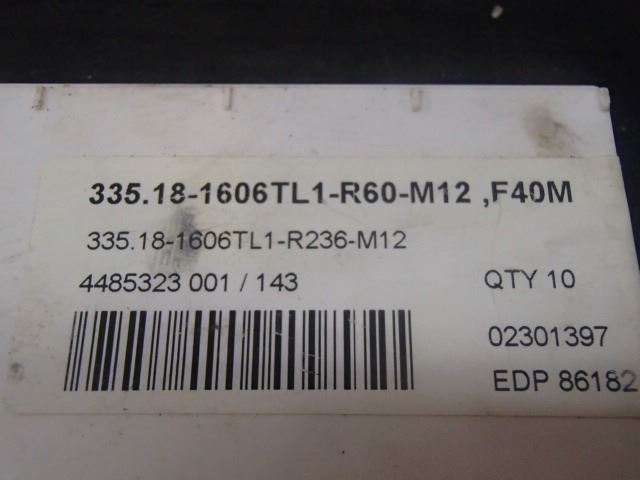 335.18-1606TL1-R60-M12 ,F40M
335.18-1606TL1-R236-M12
4485323 001 / 143
QTY 10
02301397
EDP 86182